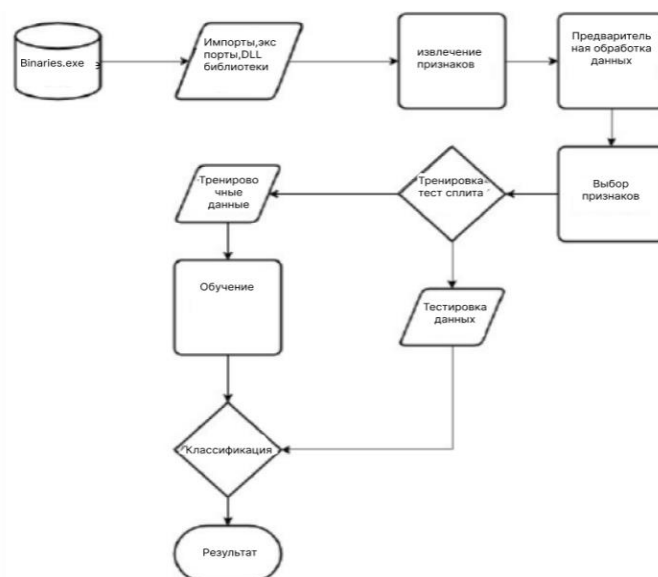 Binaries.exe
Импорты,экс
порты,DLL
библиотеки
извлечение
признаков
Предваритель
ная обработка
данных
Выбор
признаков
Тренировка-
тест сплита
Тренирово
чные
данные
Обучение
Тестировка
данных
Классификация
Результат